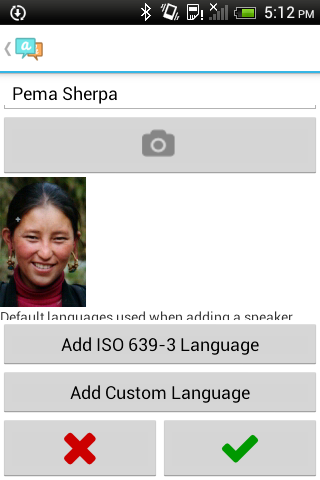 5:12 PM
a
Pema Sherpa
Default languages used when adding a speaker
Add ISO 639-3 Language
Add Custom Language